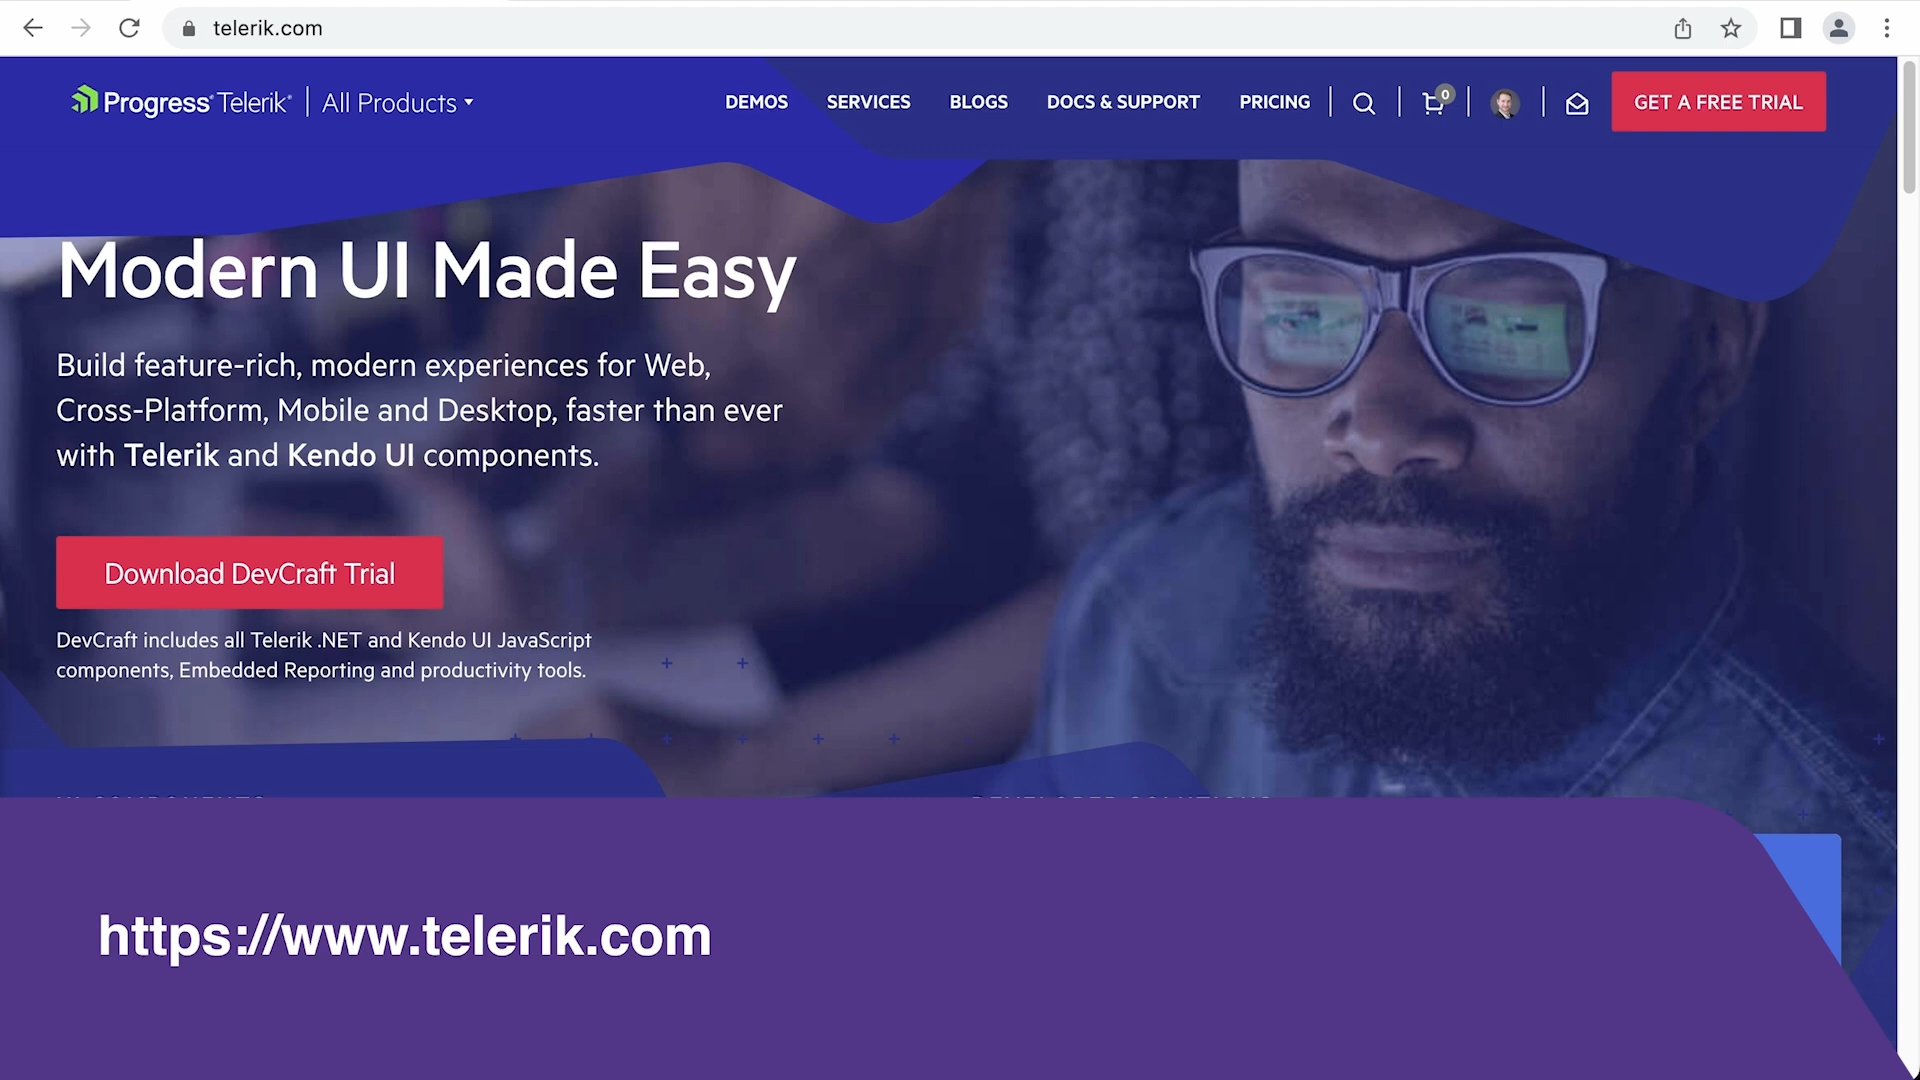 telerik.com
Progress Telerik All Products
DEMOS SERVICES BLOGS DOCS & SUPPORT PRICING 0 GET A FREE TRIAL
Modern UI Made Easy
Build feature-rich, modern experiences for Web,
Cross-Platform, Mobile and Desktop, faster than ever
with Telerik and Kendo UI components.
Download DevCraft Trial
DevCraft includes all Telerik .NET and Kendo UI JavaScript
components, Embedded Reporting and productivity tools.
https://www.telerik.com